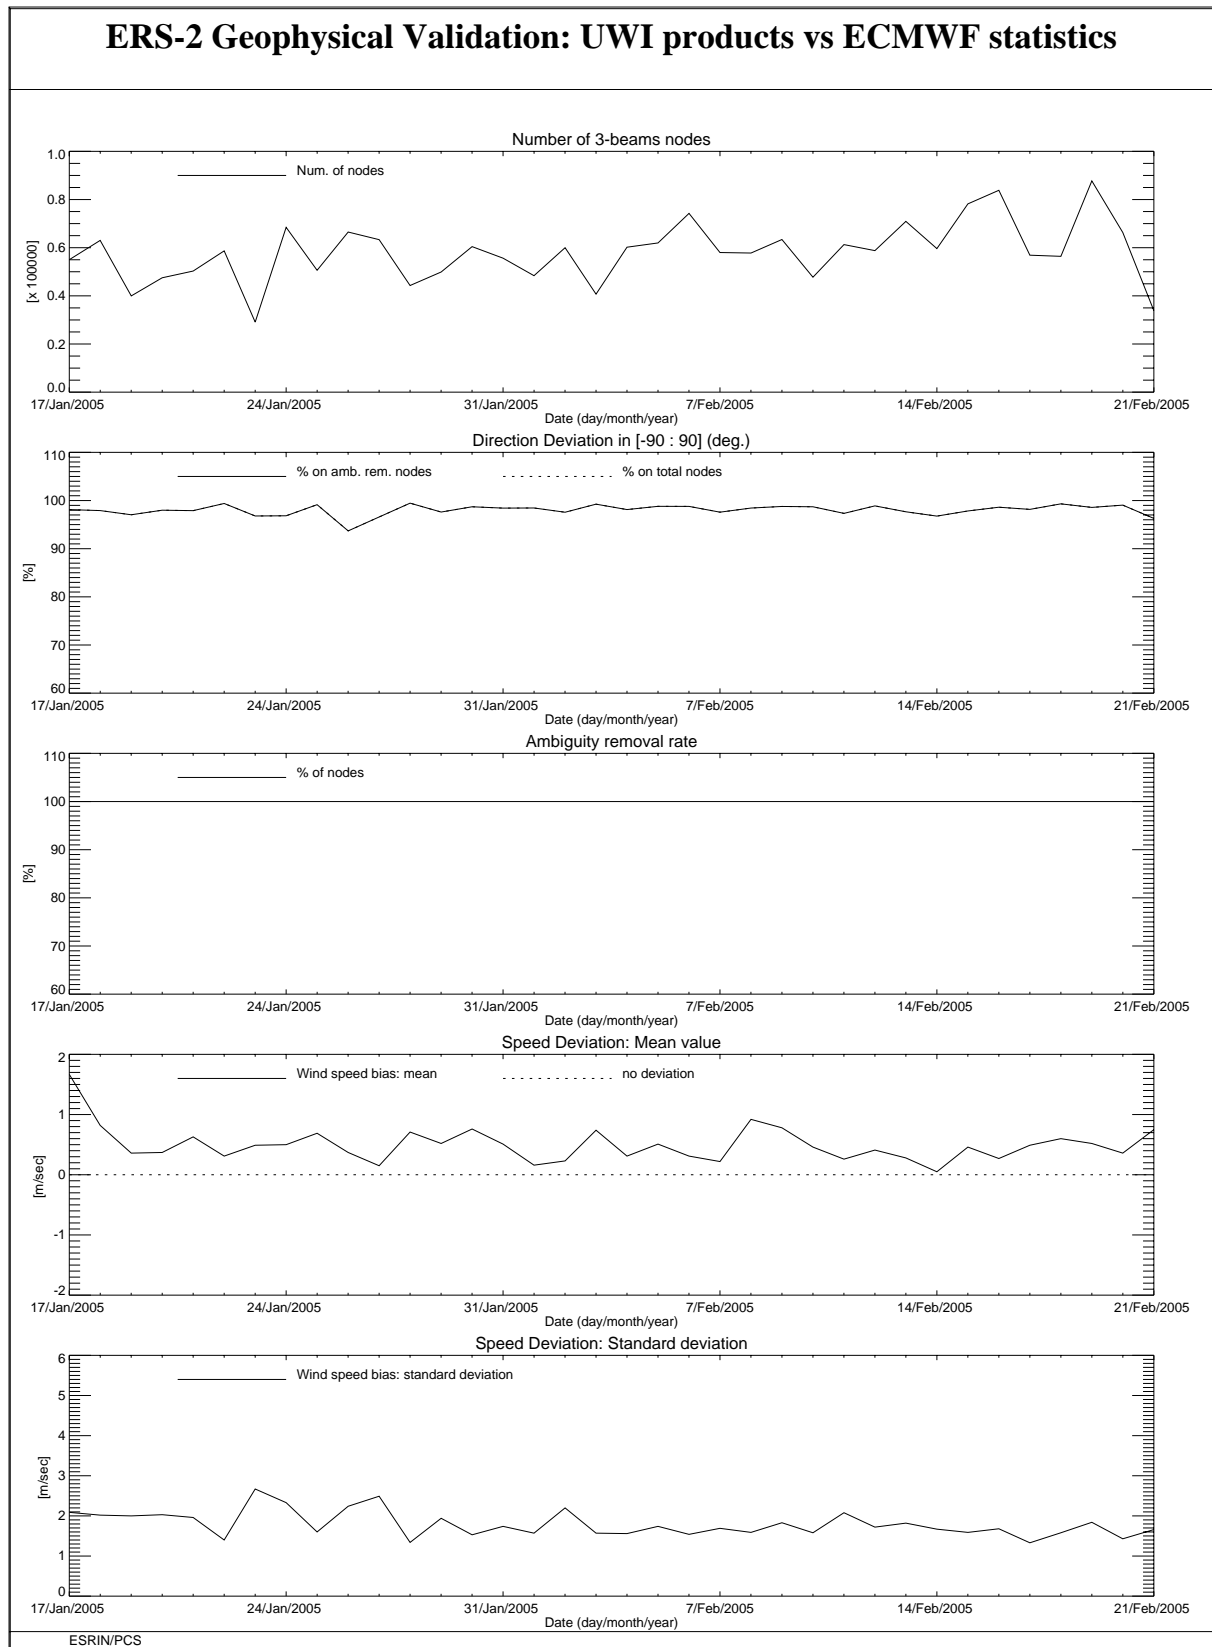 ERS-2 Geophysical Validation: UWI products vs ECMWF statistics
Number of 3-beams nodes
Num. of nodes
1.0
0.8
0.6
0.4
0.2
0.0
[x 100000]
17/Jan/2005 24/Jan/2005 31/Jan/2005 7/Feb/2005 14/Feb/2005 21/Feb/2005
Date (day/month/year)
Direction Deviation in [-90 : 90] (deg.)
% on amb. rem. nodes % on total nodes
110
100
90
80
70
60
[%]
17/Jan/2005 24/Jan/2005 31/Jan/2005 7/Feb/2005 14/Feb/2005 21/Feb/2005
Date (day/month/year)
Ambiguity removal rate
% of nodes
110
100
90
80
70
60
[%]
17/Jan/2005 24/Jan/2005 31/Jan/2005 7/Feb/2005 14/Feb/2005 21/Feb/2005
Date (day/month/year)
Speed Deviation: Mean value
Wind speed bias: mean no deviation
2
1
0
-1
-2
[m/sec]
17/Jan/2005 24/Jan/2005 31/Jan/2005 7/Feb/2005 14/Feb/2005 21/Feb/2005
Date (day/month/year)
Speed Deviation: Standard deviation
Wind speed bias: standard deviation
6
5
4
3
2
1
0
[m/sec]
17/Jan/2005 24/Jan/2005 31/Jan/2005 7/Feb/2005 14/Feb/2005 21/Feb/2005
Date (day/month/year)
ESRIN/PCS